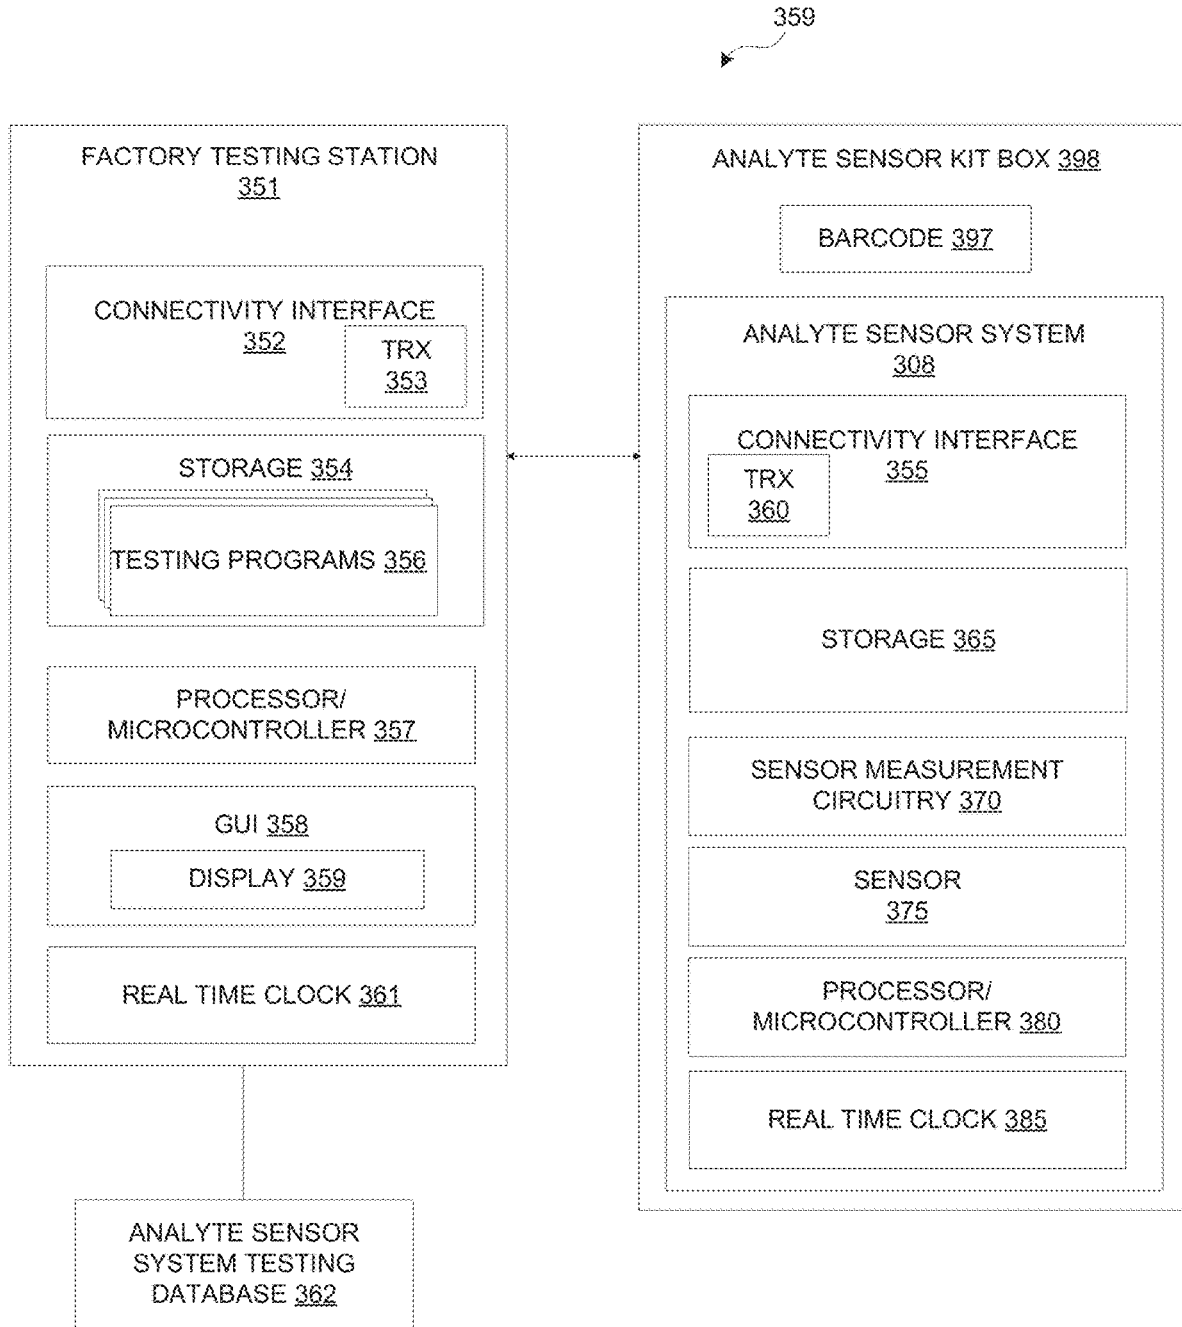 359
FACTORY TESTING STATION
351
CONNECTIVITY INTERFACE
352
TRX
353
STORAGE 354
TESTING PROGRAMS 356
PROCESSOR/
MICROCONTROLLER 357
GUI 358
DISPLAY 359
REAL TIME CLOCK 361
ANALYTE SENSOR
SYSTEM TESTING
DATABASE 362
ANALYTE SENSOR KIT BOX 398
BARCODE 397
ANALYTE SENSOR SYSTEM
308
CONNECTIVITY INTERFACE
355
TRX
360
STORAGE 365
SENSOR MEASUREMENT
CIRCUITRY 370
SENSOR
375
PROCESSOR/
MICROCONTROLLER 380
REAL TIME CLOCK 385